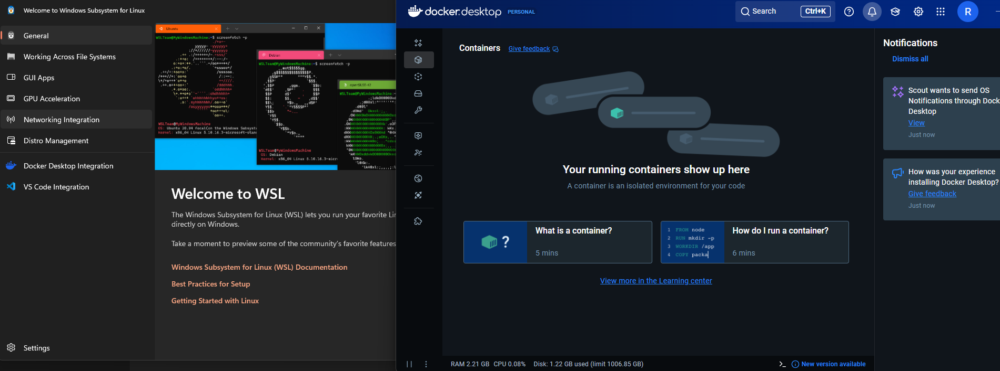 Welcome to Windows Subsystem for Linux
General
Working Across File Systems
GUI Apps
GPU Acceleration
Networking Integration
Distro Management
Docker Desktop Integration
VS Code Integration
Settings
Ubuntu
WSLTeam@MyWindowsMachine:~$ screenfetch -p
WSLTeam@MyWindowsMachine
OS: Ubuntu 20.04 focal(on the Windows Subsyst
Kernel: x86_64 Linux 5.10.16.3-microsoft-stan
Debian
WSLTeam@MyWindowsMachine:~$ screenfetch -p
WSLTeam@MyWindowsMachine
OS: Debian
Kernel: x86_64 Linux 5.10.16.3-micr
openSUSE-42
WSLTeam@MyWindowsMachine:~$
Welcome to WSL
The Windows Subsystem for Linux (WSL) lets you run your favorite Li
directly on Windows.
Take a moment to preview some of the community's favorite features
Windows Subsystem for Linux (WSL) Documentation
Best Practices for Setup
Getting Started with Linux
docker.desktop PERSONAL
Search Ctrl+K
R
Containers Give feedback
Your running containers show up here
A container is an isolated environment for your code
?
What is a container?
5 mins
1 FROM node
2 RUN mkdir -p
3 WORKDIR /app
4 COPY packa
How do I run a container?
6 mins
View more in the Learning center
Notifications
Dismiss all
Scout wants to send OS
Notifications through Dock
Desktop
View
Just now
How was your experience
installing Docker Desktop?
Give feedback
Just now
RAM 2.21 GB CPU 0.08% Disk: 1.22 GB used (limit 1006.85 GB)
New version available